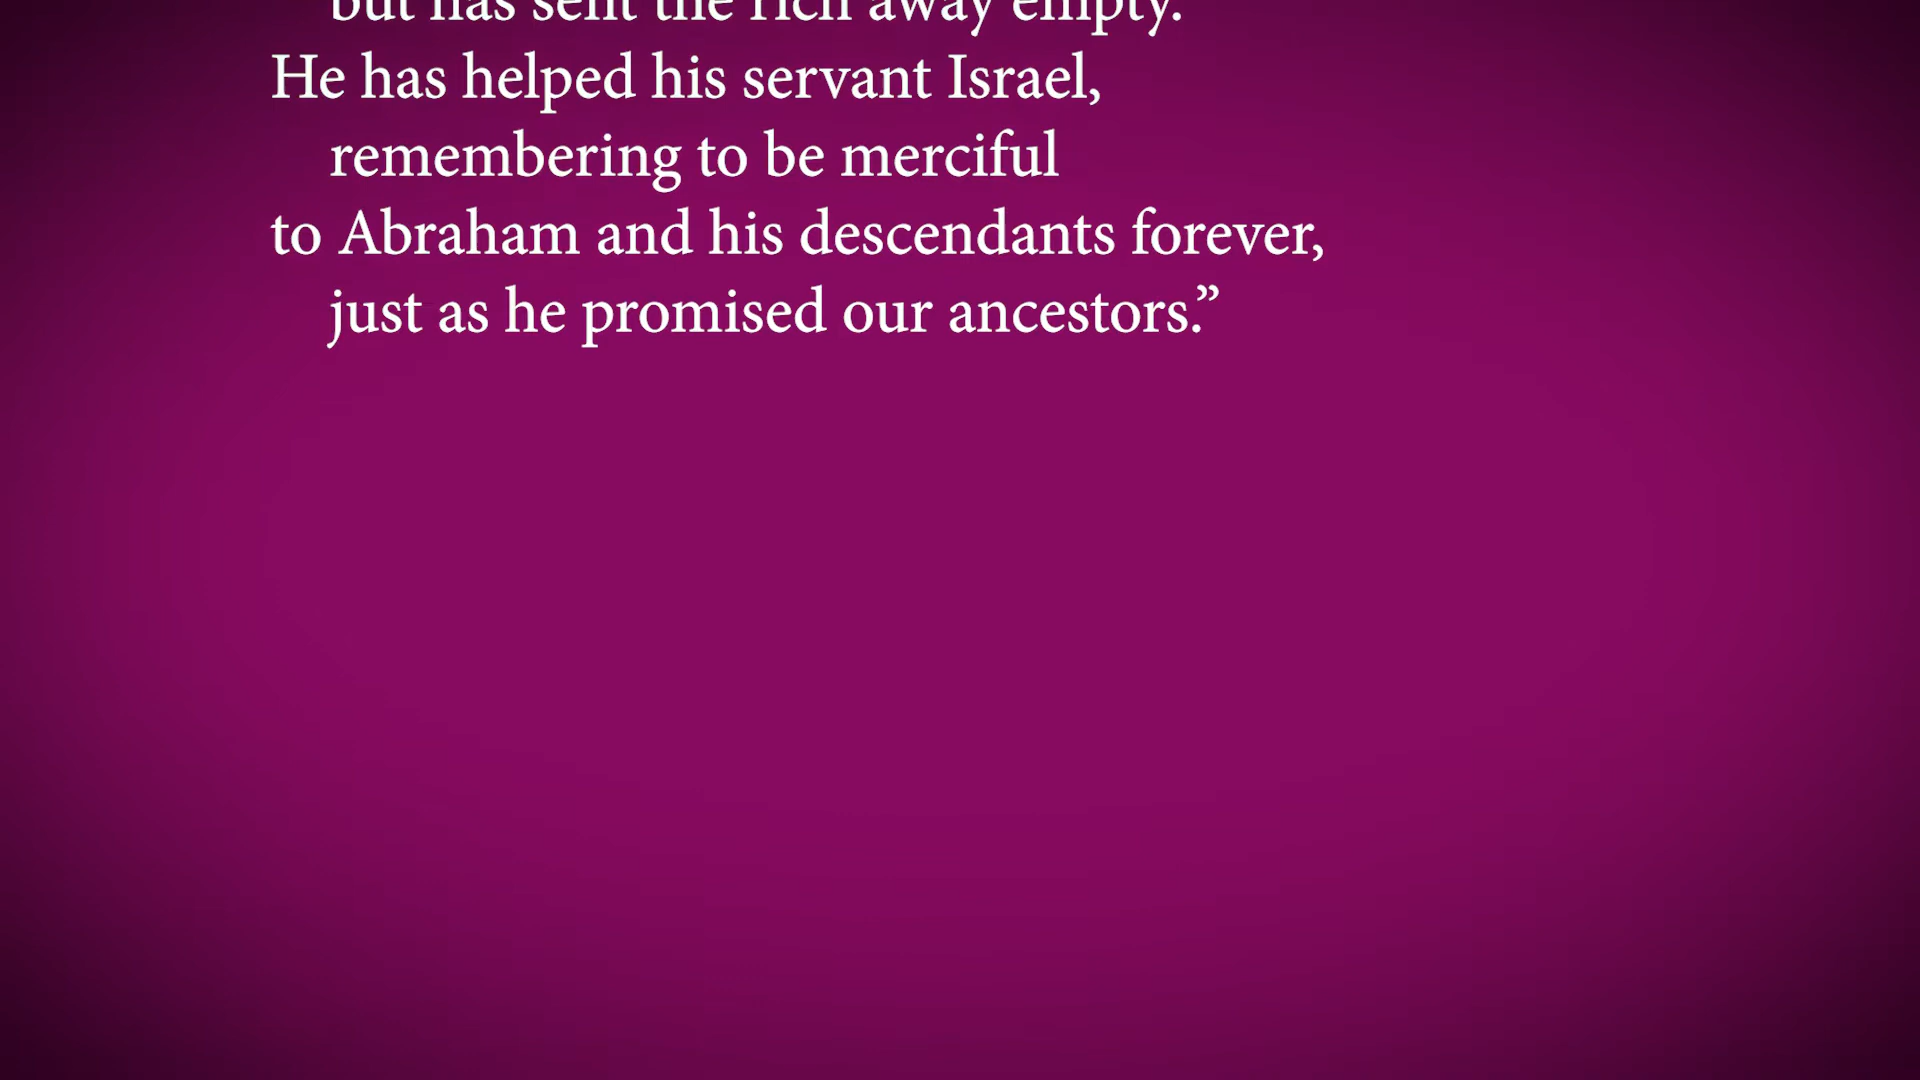 but has sent the rich away empty.
He has helped his servant Israel,
remembering to be merciful
to Abraham and his descendants forever,
just as he promised our ancestors.”